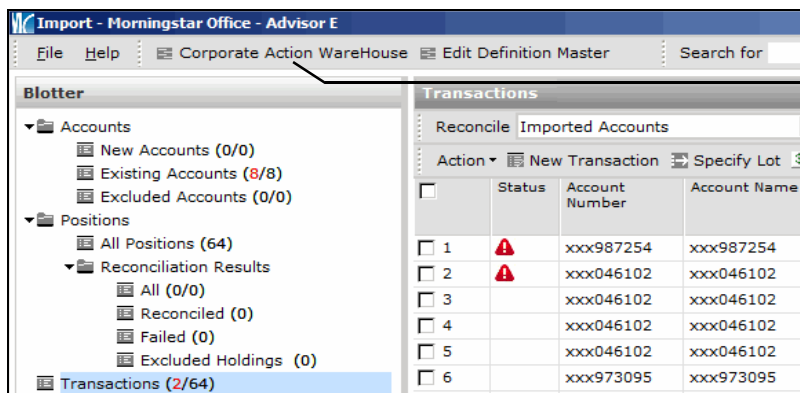 Import - Morningstar Office - Advisor E
File Help Corporate Action WareHouse Edit Definition Master Search for
Blotter
Accounts
New Accounts (0/0)
Existing Accounts (8/8)
Excluded Accounts (0/0)
Positions
All Positions (64)
Reconciliation Results
All (0/0)
Reconciled (0)
Failed (0)
Excluded Holdings (0)
Transactions (2/64)
Transactions
Reconcile Imported Accounts
Action New Transaction Specify Lot $
Status Account Number Account Name
1 xxx987254 xxx987254
2 xxx046102 xxx046102
3 xxx046102 xxx046102
4 xxx046102 xxx046102
5 xxx046102 xxx046102
6 xxx973095 xxx973095